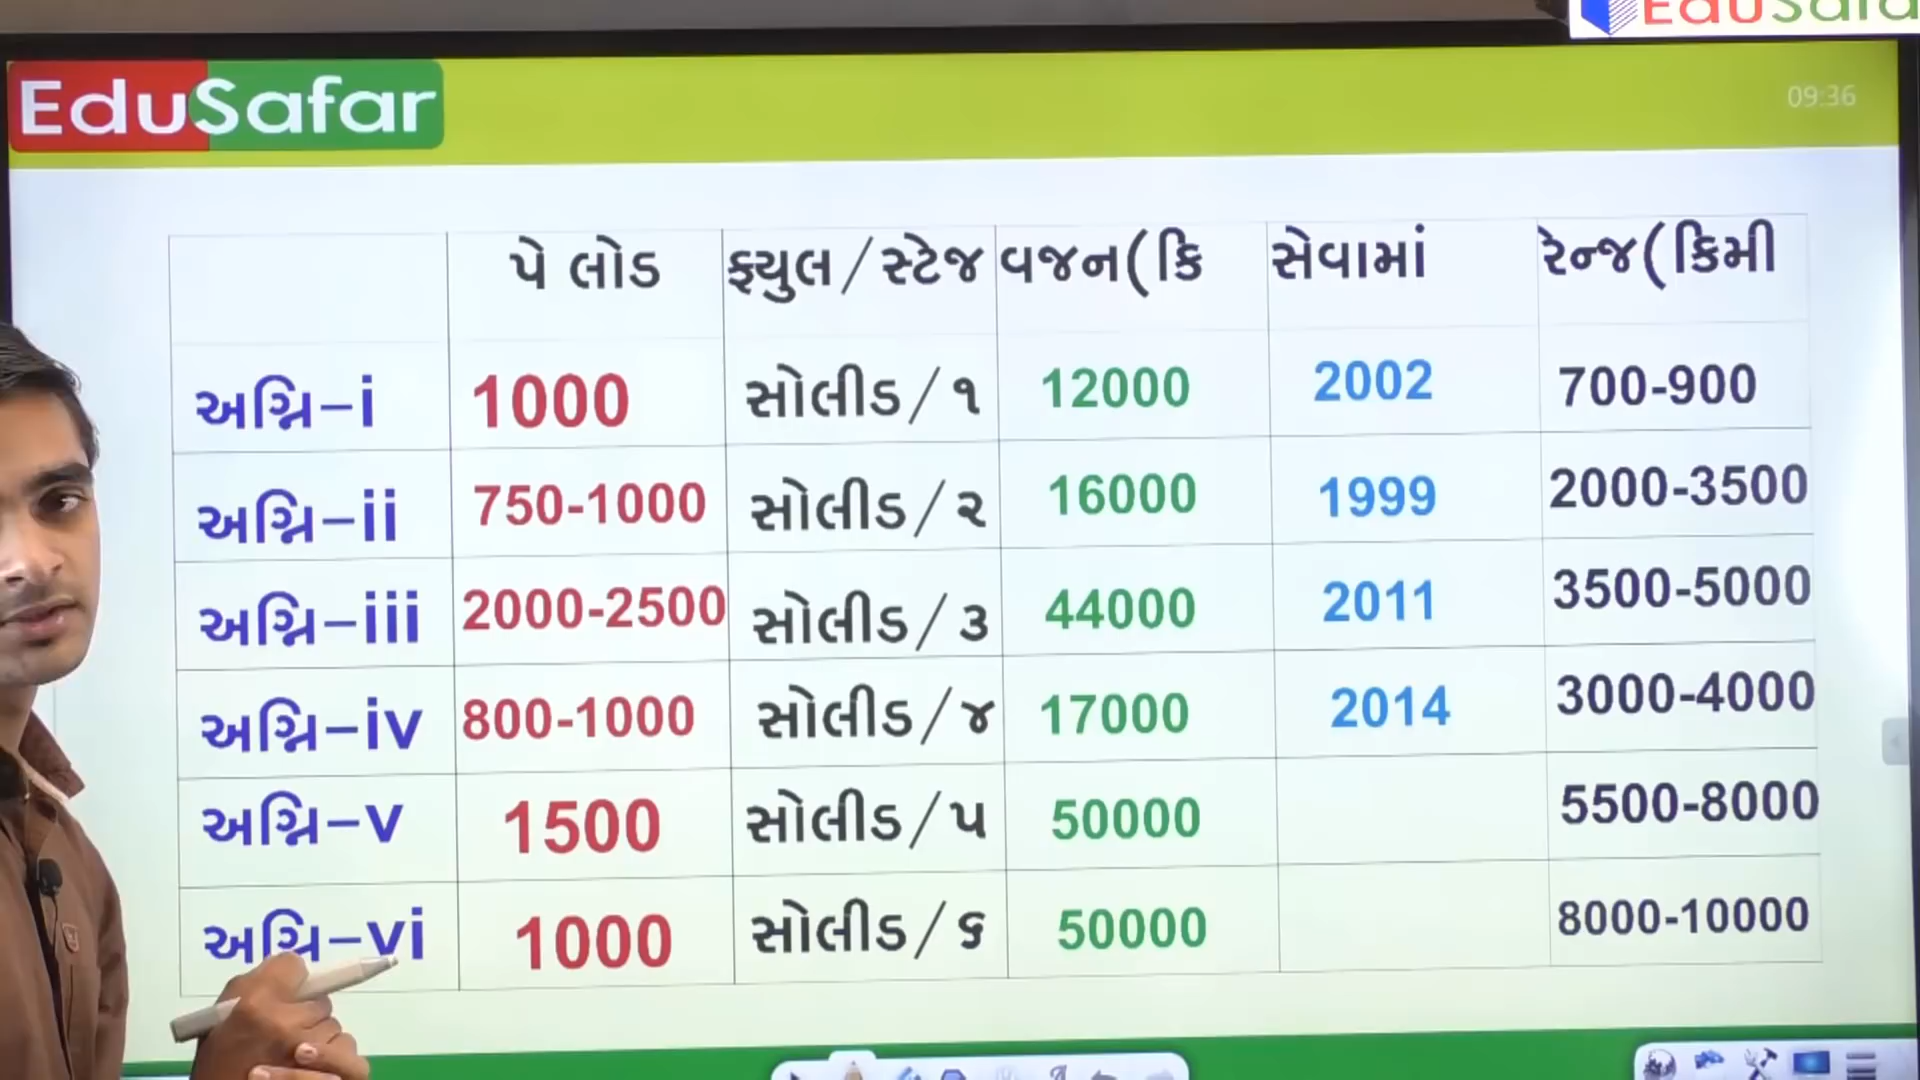 EduSafar
EduSafar
09:36
પે લોડ ફ્યુલ/સ્ટેજ વજન(કિ સેવામાં રેન્જ(કિમી
અગ્નિ-i 1000 સોલીડ/૧ 12000 2002 700-900
અગ્નિ-ii 750-1000 સોલીડ/૨ 16000 1999 2000-3500
અગ્નિ-iii 2000-2500 સોલીડ/૩ 44000 2011 3500-5000
અગ્નિ-iv 800-1000 સોલીડ/૪ 17000 2014 3000-4000
અગ્નિ-v 1500 સોલીડ/૫ 50000 5500-8000
અગ્નિ-vi 1000 સોલીડ/૬ 50000 8000-10000